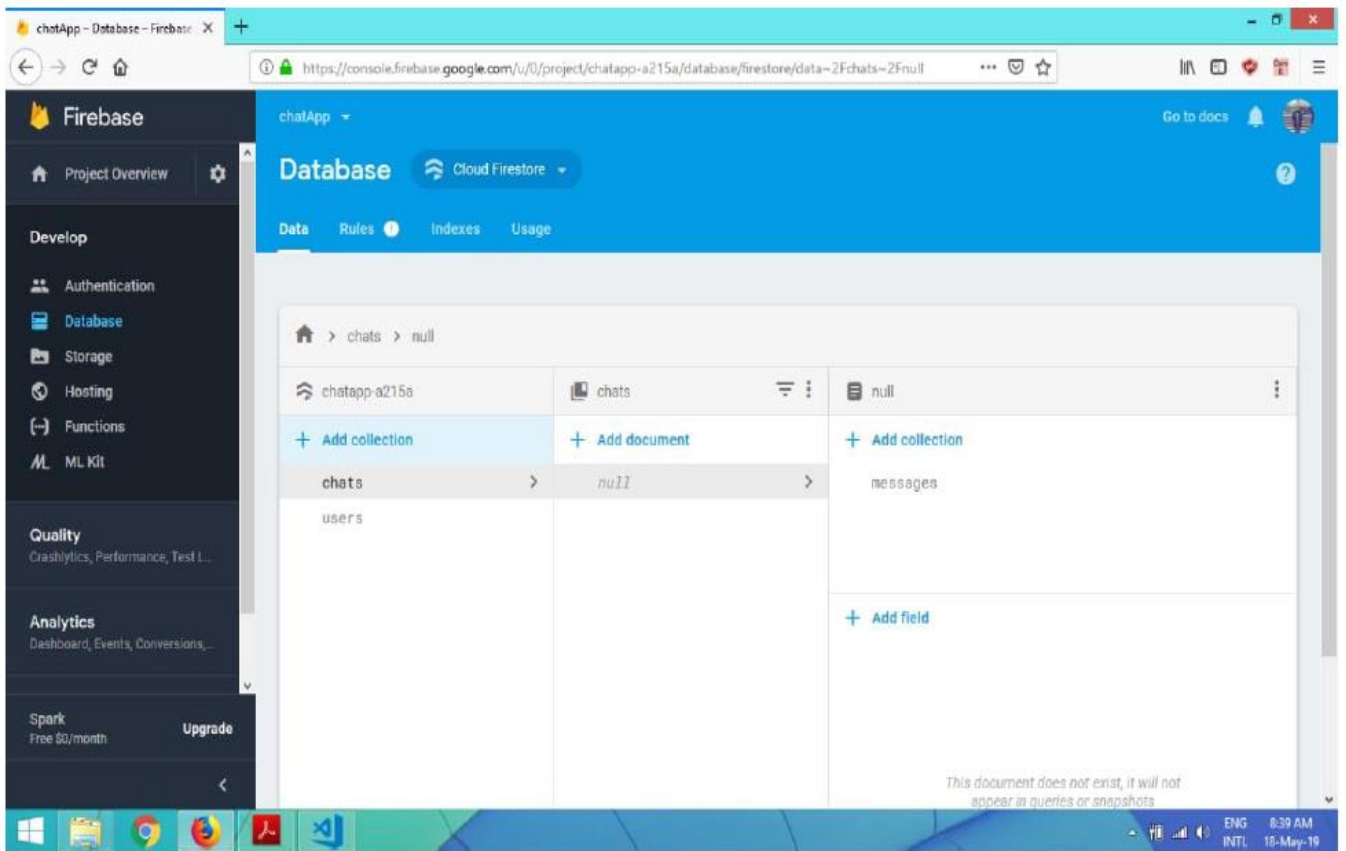 chatApp – Database – Firebase
https://console.firebase.google.com/u/0/project/chatapp-a215a/database/firestore/data~2Fchats~2Fnull
Firebase
chatApp
Go to docs
Project Overview
Database
Cloud Firestore
Data Rules Indexes Usage
Develop
Authentication
Database
Storage
Hosting
Functions
ML Kit
Quality
Crashlytics, Performance, Test L...
Analytics
Dashboard, Events, Conversions,...
Spark
Free $0/month
Upgrade
> chats > null
chatapp-a215a
chats
null
+ Add collection
+ Add document
+ Add collection
chats
null
messages
users
+ Add field
This document does not exist, it will not
appear in queries or snapshots
ENG
INTL
8:39 AM
18-May-19